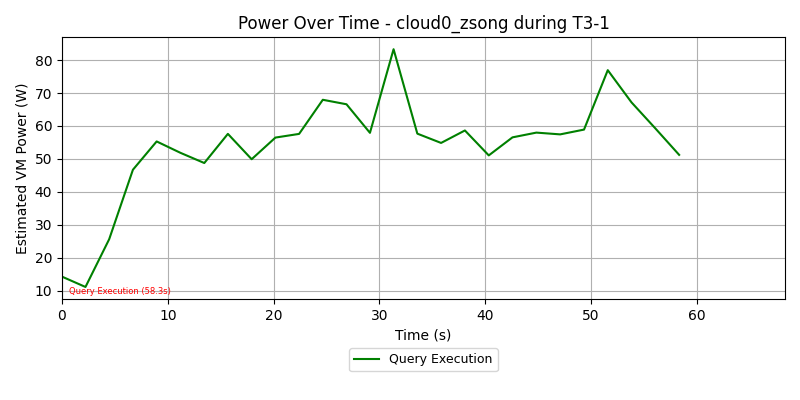 Power Over Time - cloud0_zsong during T3-1
Estimated VM Power (W)
80
70
60
50
40
30
20
10
Query Execution (58.3s)
0 10 20 30 40 50 60
Time (s)
Query Execution